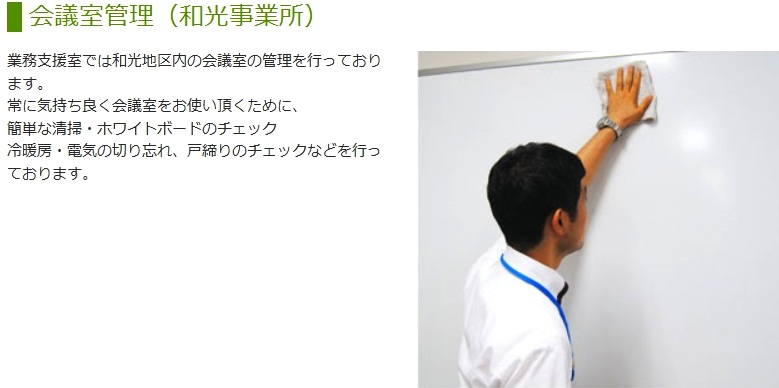 会議室管理（和光事業所）
業務支援室では和光地区内の会議室の管理を行っており
ます。
常に気持ち良く会議室をお使い頂くために、
簡単な清掃・ホワイトボードのチェック
冷暖房・電気の切り忘れ、戸締りのチェックなどを行っ
ております。